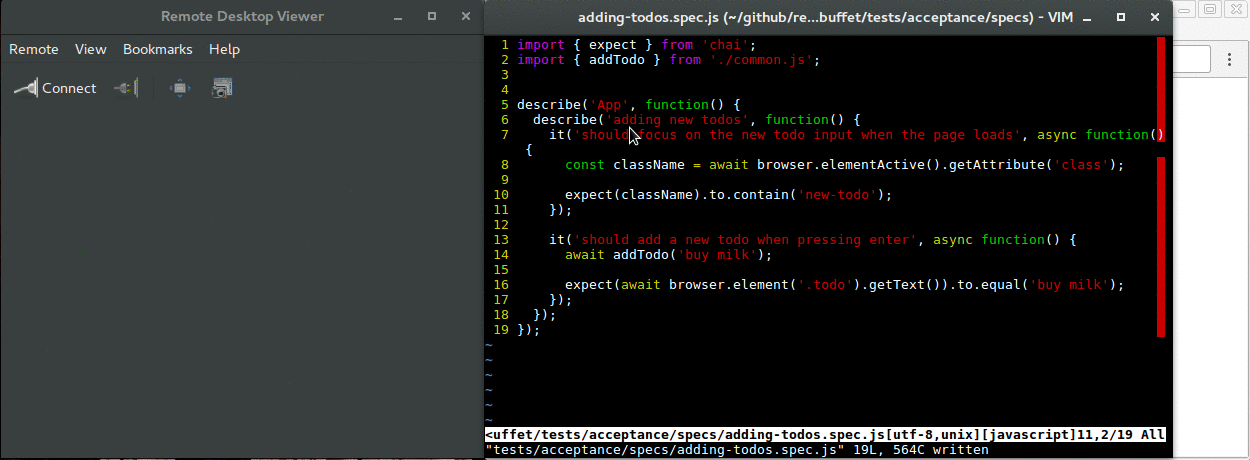 Remote Desktop Viewer
Remote View Bookmarks Help
Connect
adding-todos.spec.js (~/github/re...buffet/tests/acceptance/specs) - VIM
1 import { expect } from 'chai';
2 import { addTodo } from './common.js';
3
4
5 describe('App', function() {
6   describe('adding new todos', function() {
7     it('should focus on the new todo input when the page loads', async function()
{
8       const className = await browser.elementActive().getAttribute('class');
9
10       expect(className).to.contain('new-todo');
11     });
12
13     it('should add a new todo when pressing enter', async function() {
14       await addTodo('buy milk');
15
16       expect(await browser.element('.todo').getText()).to.equal('buy milk');
17     });
18   });
19 });
~
~
~
~
~
~
<uffet/tests/acceptance/specs/adding-todos.spec.js[utf-8,unix][javascript]11,2/19 All
"tests/acceptance/specs/adding-todos.spec.js" 19L, 564C written